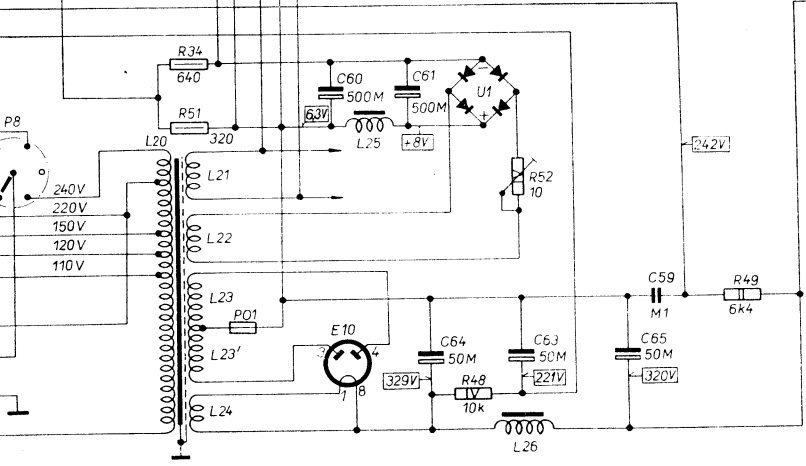 R34
640
C60
500M
C61
500M
U1
−
+
R51
320
6,3V
L25
+8V
P8
L20
L21
242V
R52
10
240V
220V
150V
120V
110V
L22
L23
C59
M1
R49
6k4
P01
E10
3
4
1
8
L23'
C64
50M
C63
50M
C65
50M
329V
R48
10k
221V
320V
L24
L26